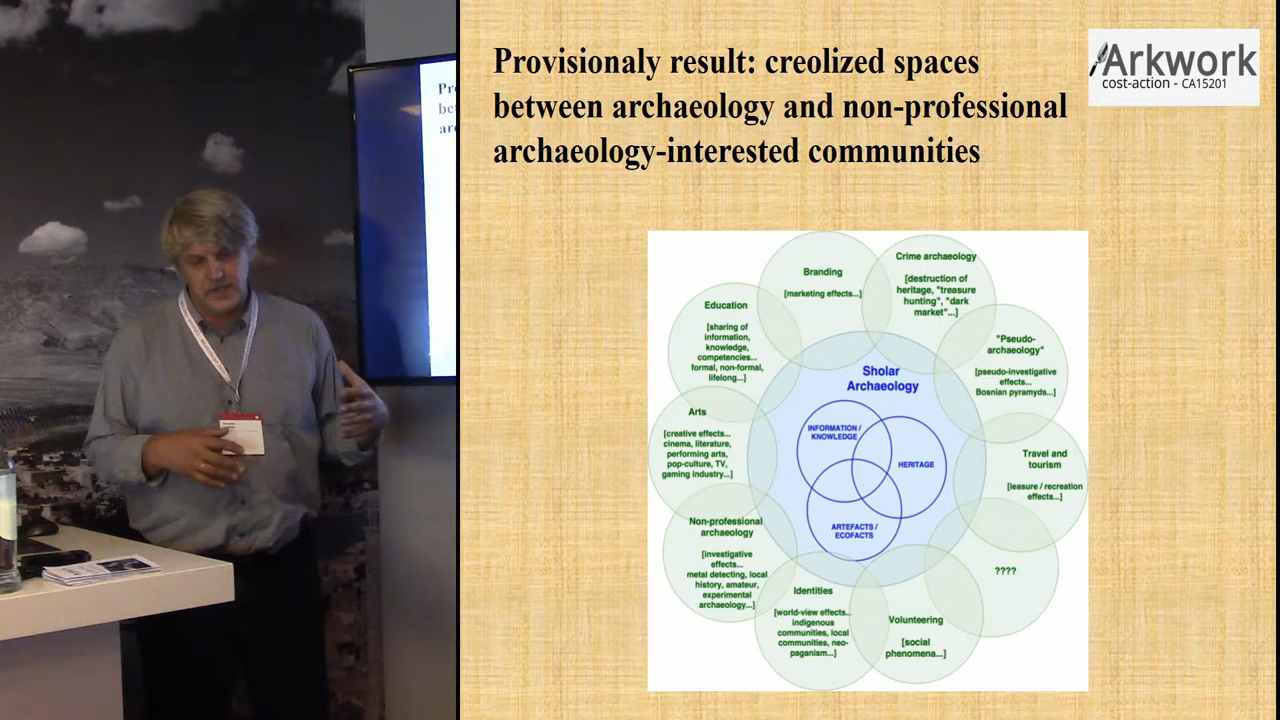 Provisionaly result: creolized spaces
between archaeology and non-professional
archaeology-interested communities
Arkwork
cost-action - CA15201
Branding
[marketing effects...]
Crime archaeology
[destruction of
heritage, "treasure
hunting", "dark
market"...]
"Pseudo-
archaeology"
[pseudo-investigative
effects...
Bosnian pyramyds...]
Travel and
tourism
[leasure / recreation
effects...]
????
Volunteering
[social
phenomena...]
Identities
[world-view effects...
indigenous
communities, local
communities, neo-
paganism...]
Non-professional
archaeology
[investigative
effects...
metal detecting, local
history, amateur,
experimental
archaeology...]
Arts
[creative effects...
cinema, literature,
performing arts,
pop-culture, TV,
gaming industry...]
Education
[sharing of
information,
knowledge,
competencies...
formal, non-formal,
lifelong...]
Sholar
Archaeology
INFORMATION /
KNOWLEDGE
HERITAGE
ARTEFACTS /
ECOFACTS